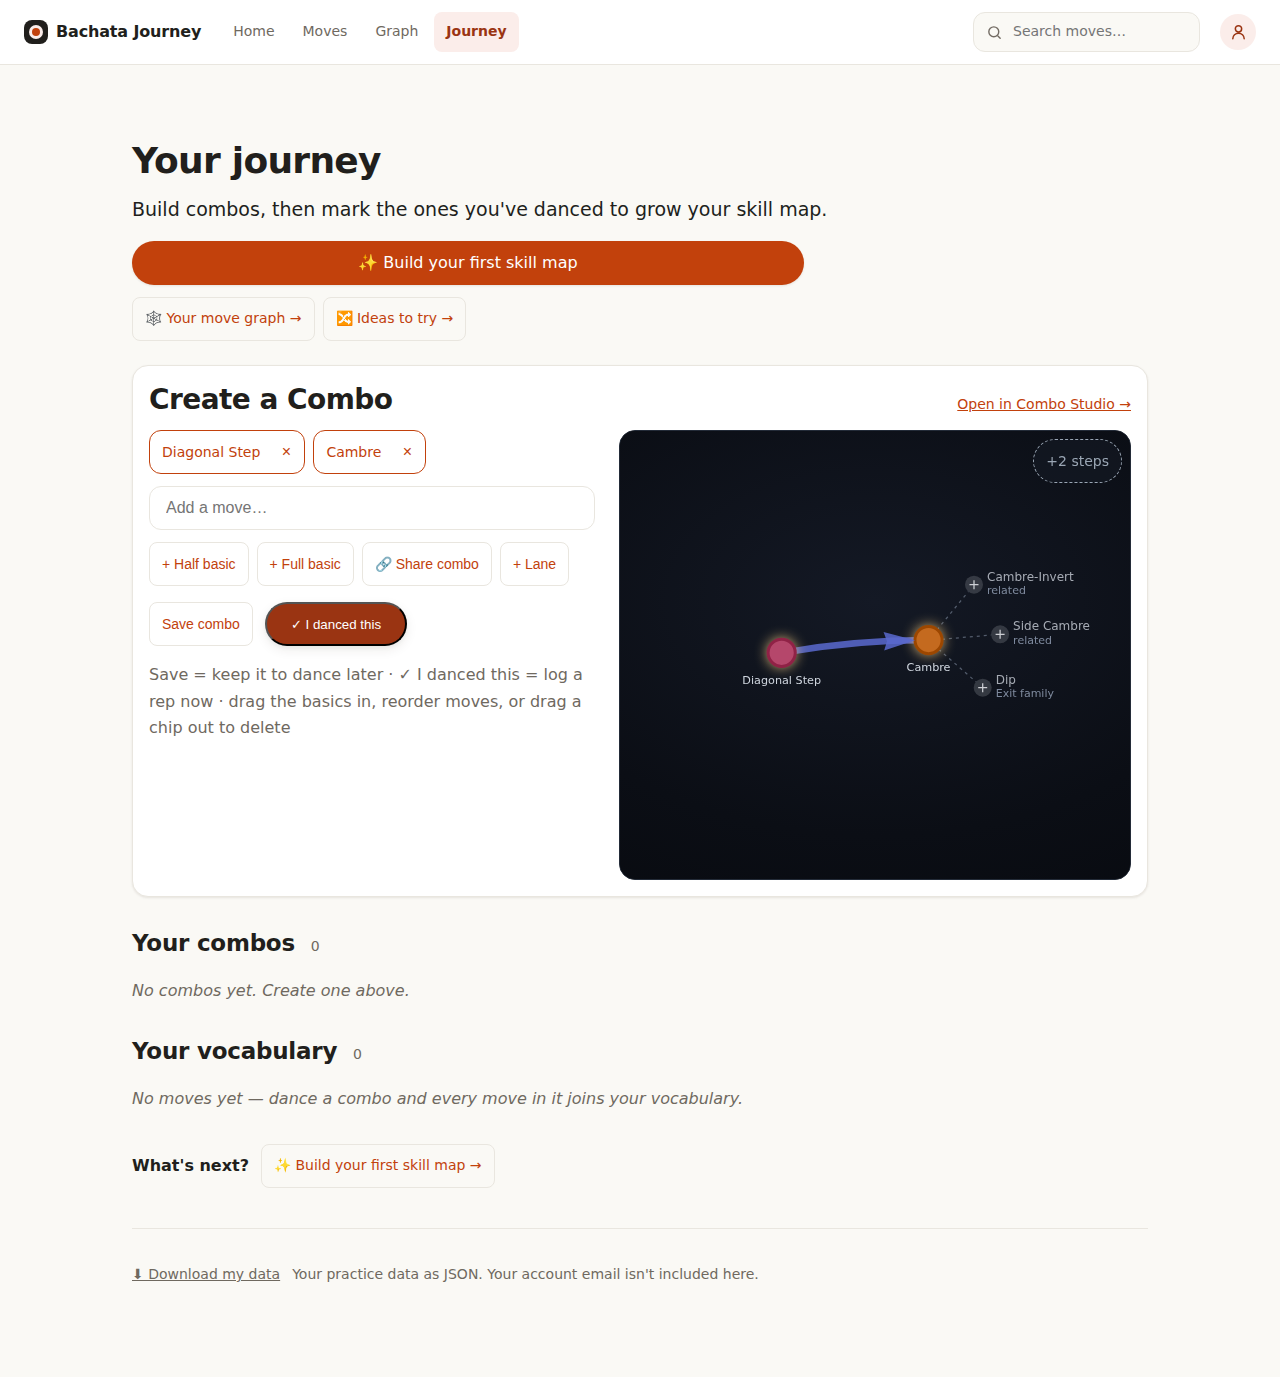 Bachata Journey
Home
Moves
Graph
Journey
Search moves…
Your journey
Build combos, then mark the ones you've danced to grow your skill map.
✨ Build your first skill map
🕸 Your move graph →
🔀 Ideas to try →
Create a Combo
Open in Combo Studio →
Diagonal Step ×
Cambre ×
Add a move…
+ Half basic
+ Full basic
🔗 Share combo
+ Lane
Save combo
✓ I danced this
Save = keep it to dance later · ✓ I danced this = log a
rep now · drag the basics in, reorder moves, or drag a
chip out to delete
+2 steps
+ Cambre-Invert
related
+ Side Cambre
related
Diagonal Step
Cambre
+ Dip
Exit family
Your combos 0
No combos yet. Create one above.
Your vocabulary 0
No moves yet — dance a combo and every move in it joins your vocabulary.
What's next?
✨ Build your first skill map →
⬇ Download my data
Your practice data as JSON. Your account email isn't included here.